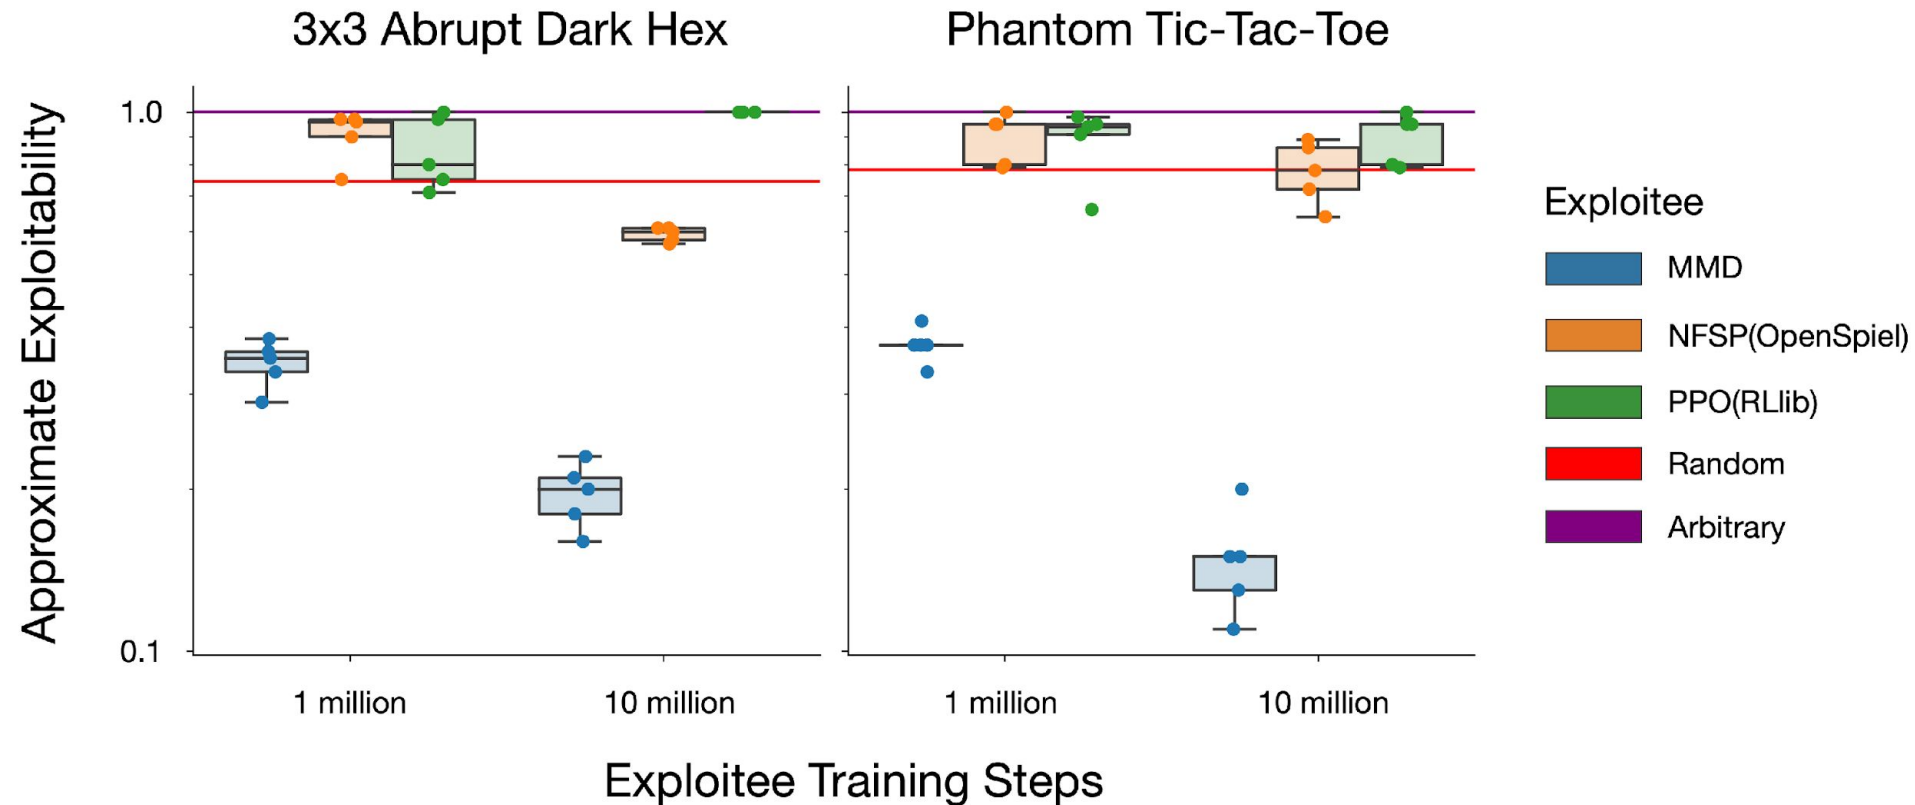 3x3 Abrupt Dark Hex
Phantom Tic-Tac-Toe
Approximate Exploitability
1.0
0.1
1 million
10 million
1 million
10 million
Exploitee Training Steps
Exploitee
MMD
NFSP(OpenSpiel)
PPO(RLlib)
Random
Arbitrary